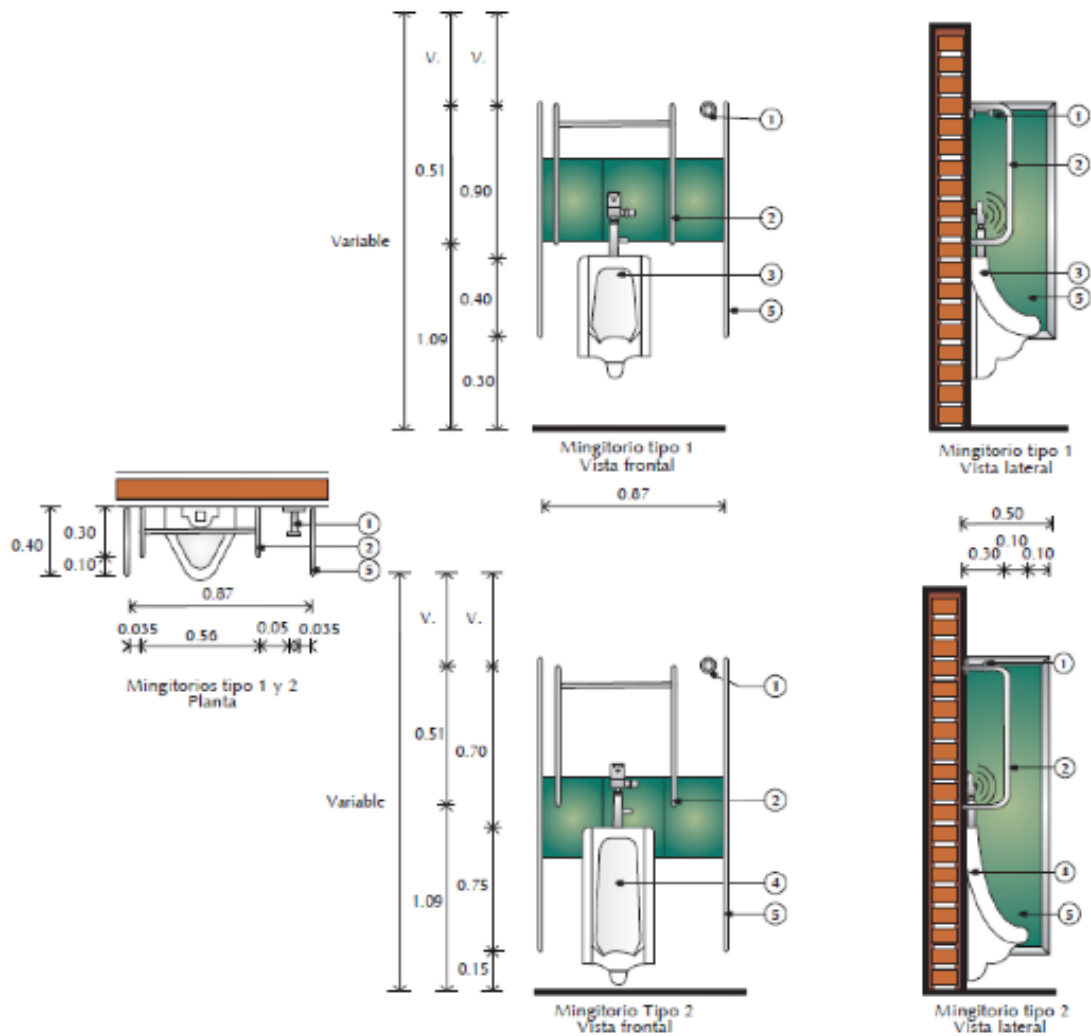 V. V.
0.51
0.90
Variable
0.40
1.09
0.30
1
2
3
5
Mingitorio tipo 1
Vista frontal
0.87
1
2
3
5
Mingitorio tipo 1
Vista lateral
0.50
0.10
0.30 0.10
0.40
0.30
0.10
1
2
5
0.87
0.035 0.56 0.05 0.035
Mingitorios tipo 1 y 2
Planta
V. V.
0.51
0.70
Variable
0.75
1.09
0.15
1
2
4
5
Mingitorio Tipo 2
Vista frontal
1
2
4
5
Mingitorio tipo 2
Vista lateral